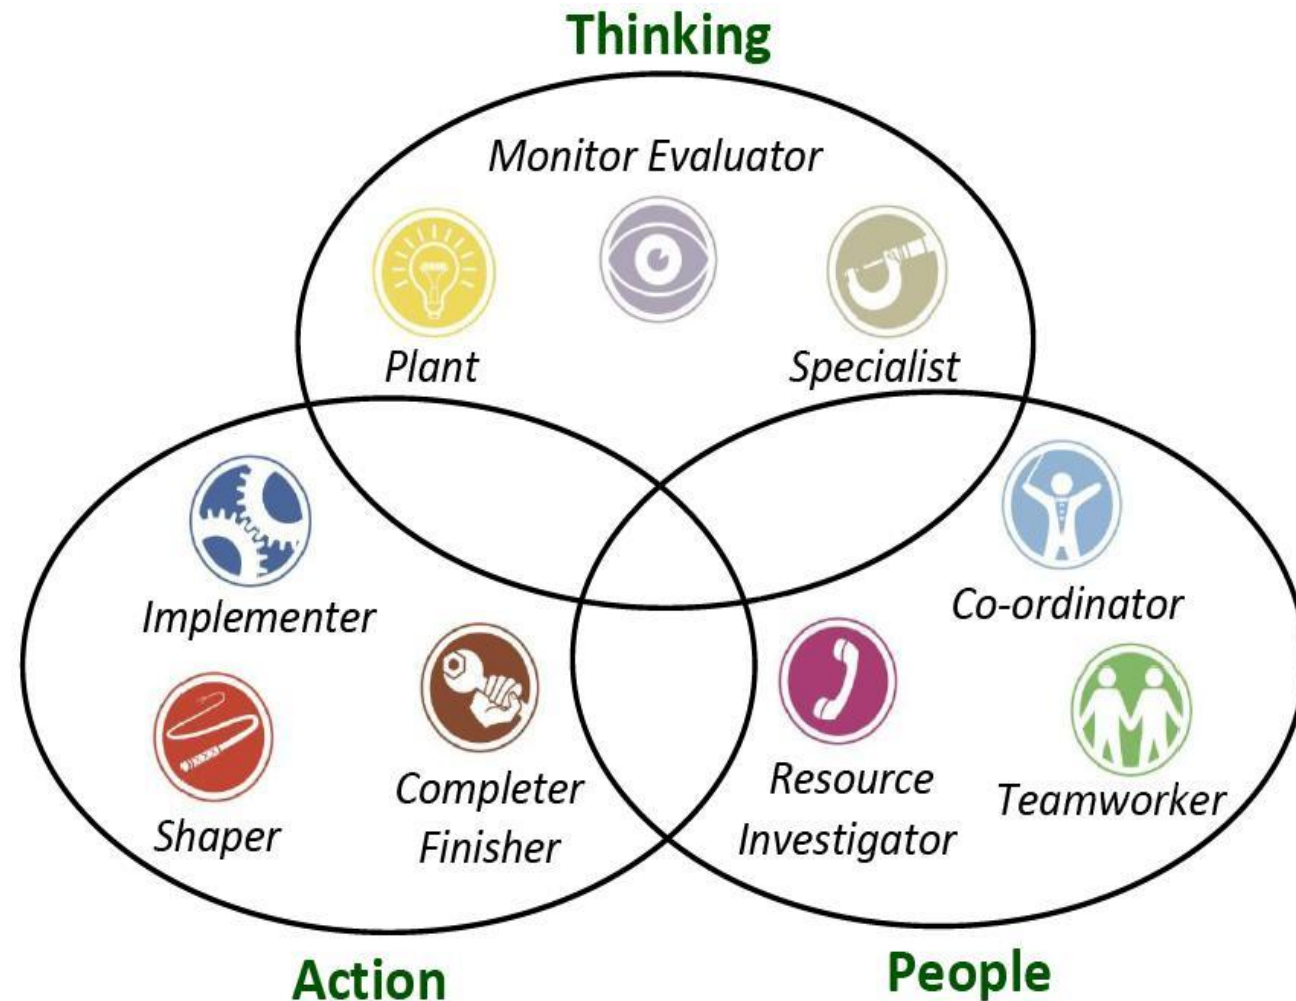 Thinking
Monitor Evaluator
Plant
Specialist
Implementer
Co-ordinator
Shaper
Completer
Finisher
Resource
Investigator
Teamworker
Action
People